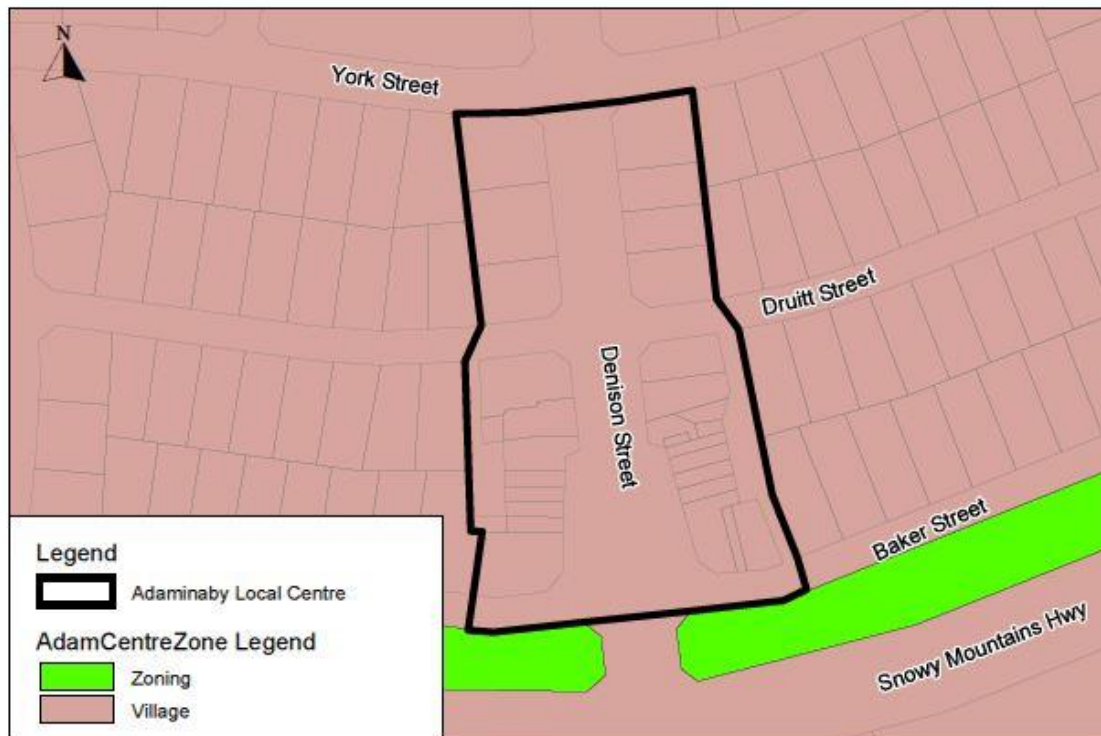 N
York Street
Druitt Street
Denison Street
Baker Street
Snowy Mountains Hwy
Legend
Adaminaby Local Centre
AdamCentreZone Legend
Zoning
Village